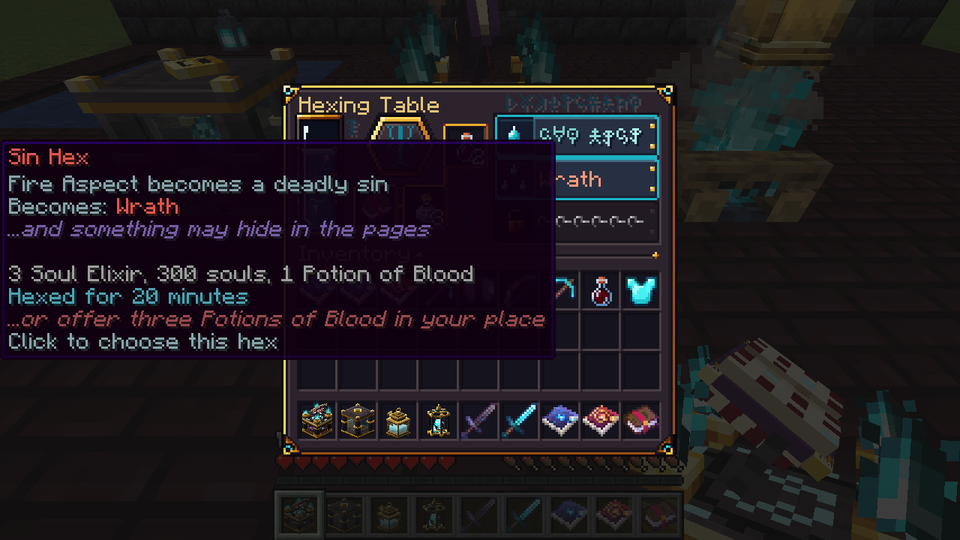 Hexing Table
Sin Hex
Fire Aspect becomes a deadly sin
Becomes: Wrath
...and something may hide in the pages
3 Soul Elixir, 300 souls, 1 Potion of Blood
Hexed for 20 minutes
...or offer three Potions of Blood in your place
Click to choose this hex
Wrath
Inventory